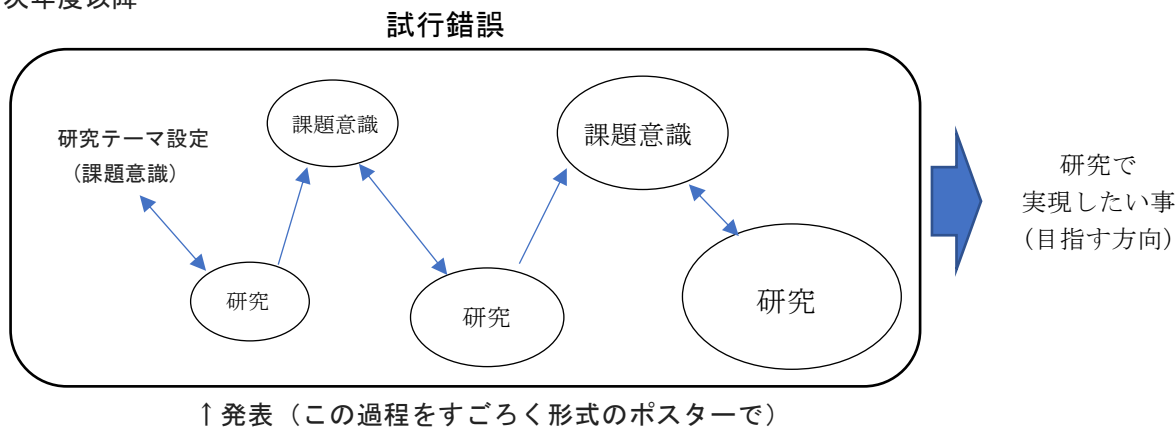 次年度以降
試行錯誤
研究テーマ設定
（課題意識）
研究
課題意識
研究
課題意識
研究
研究で
実現したい事
（目指す方向）
↑発表（この過程をすごろく形式のポスターで）